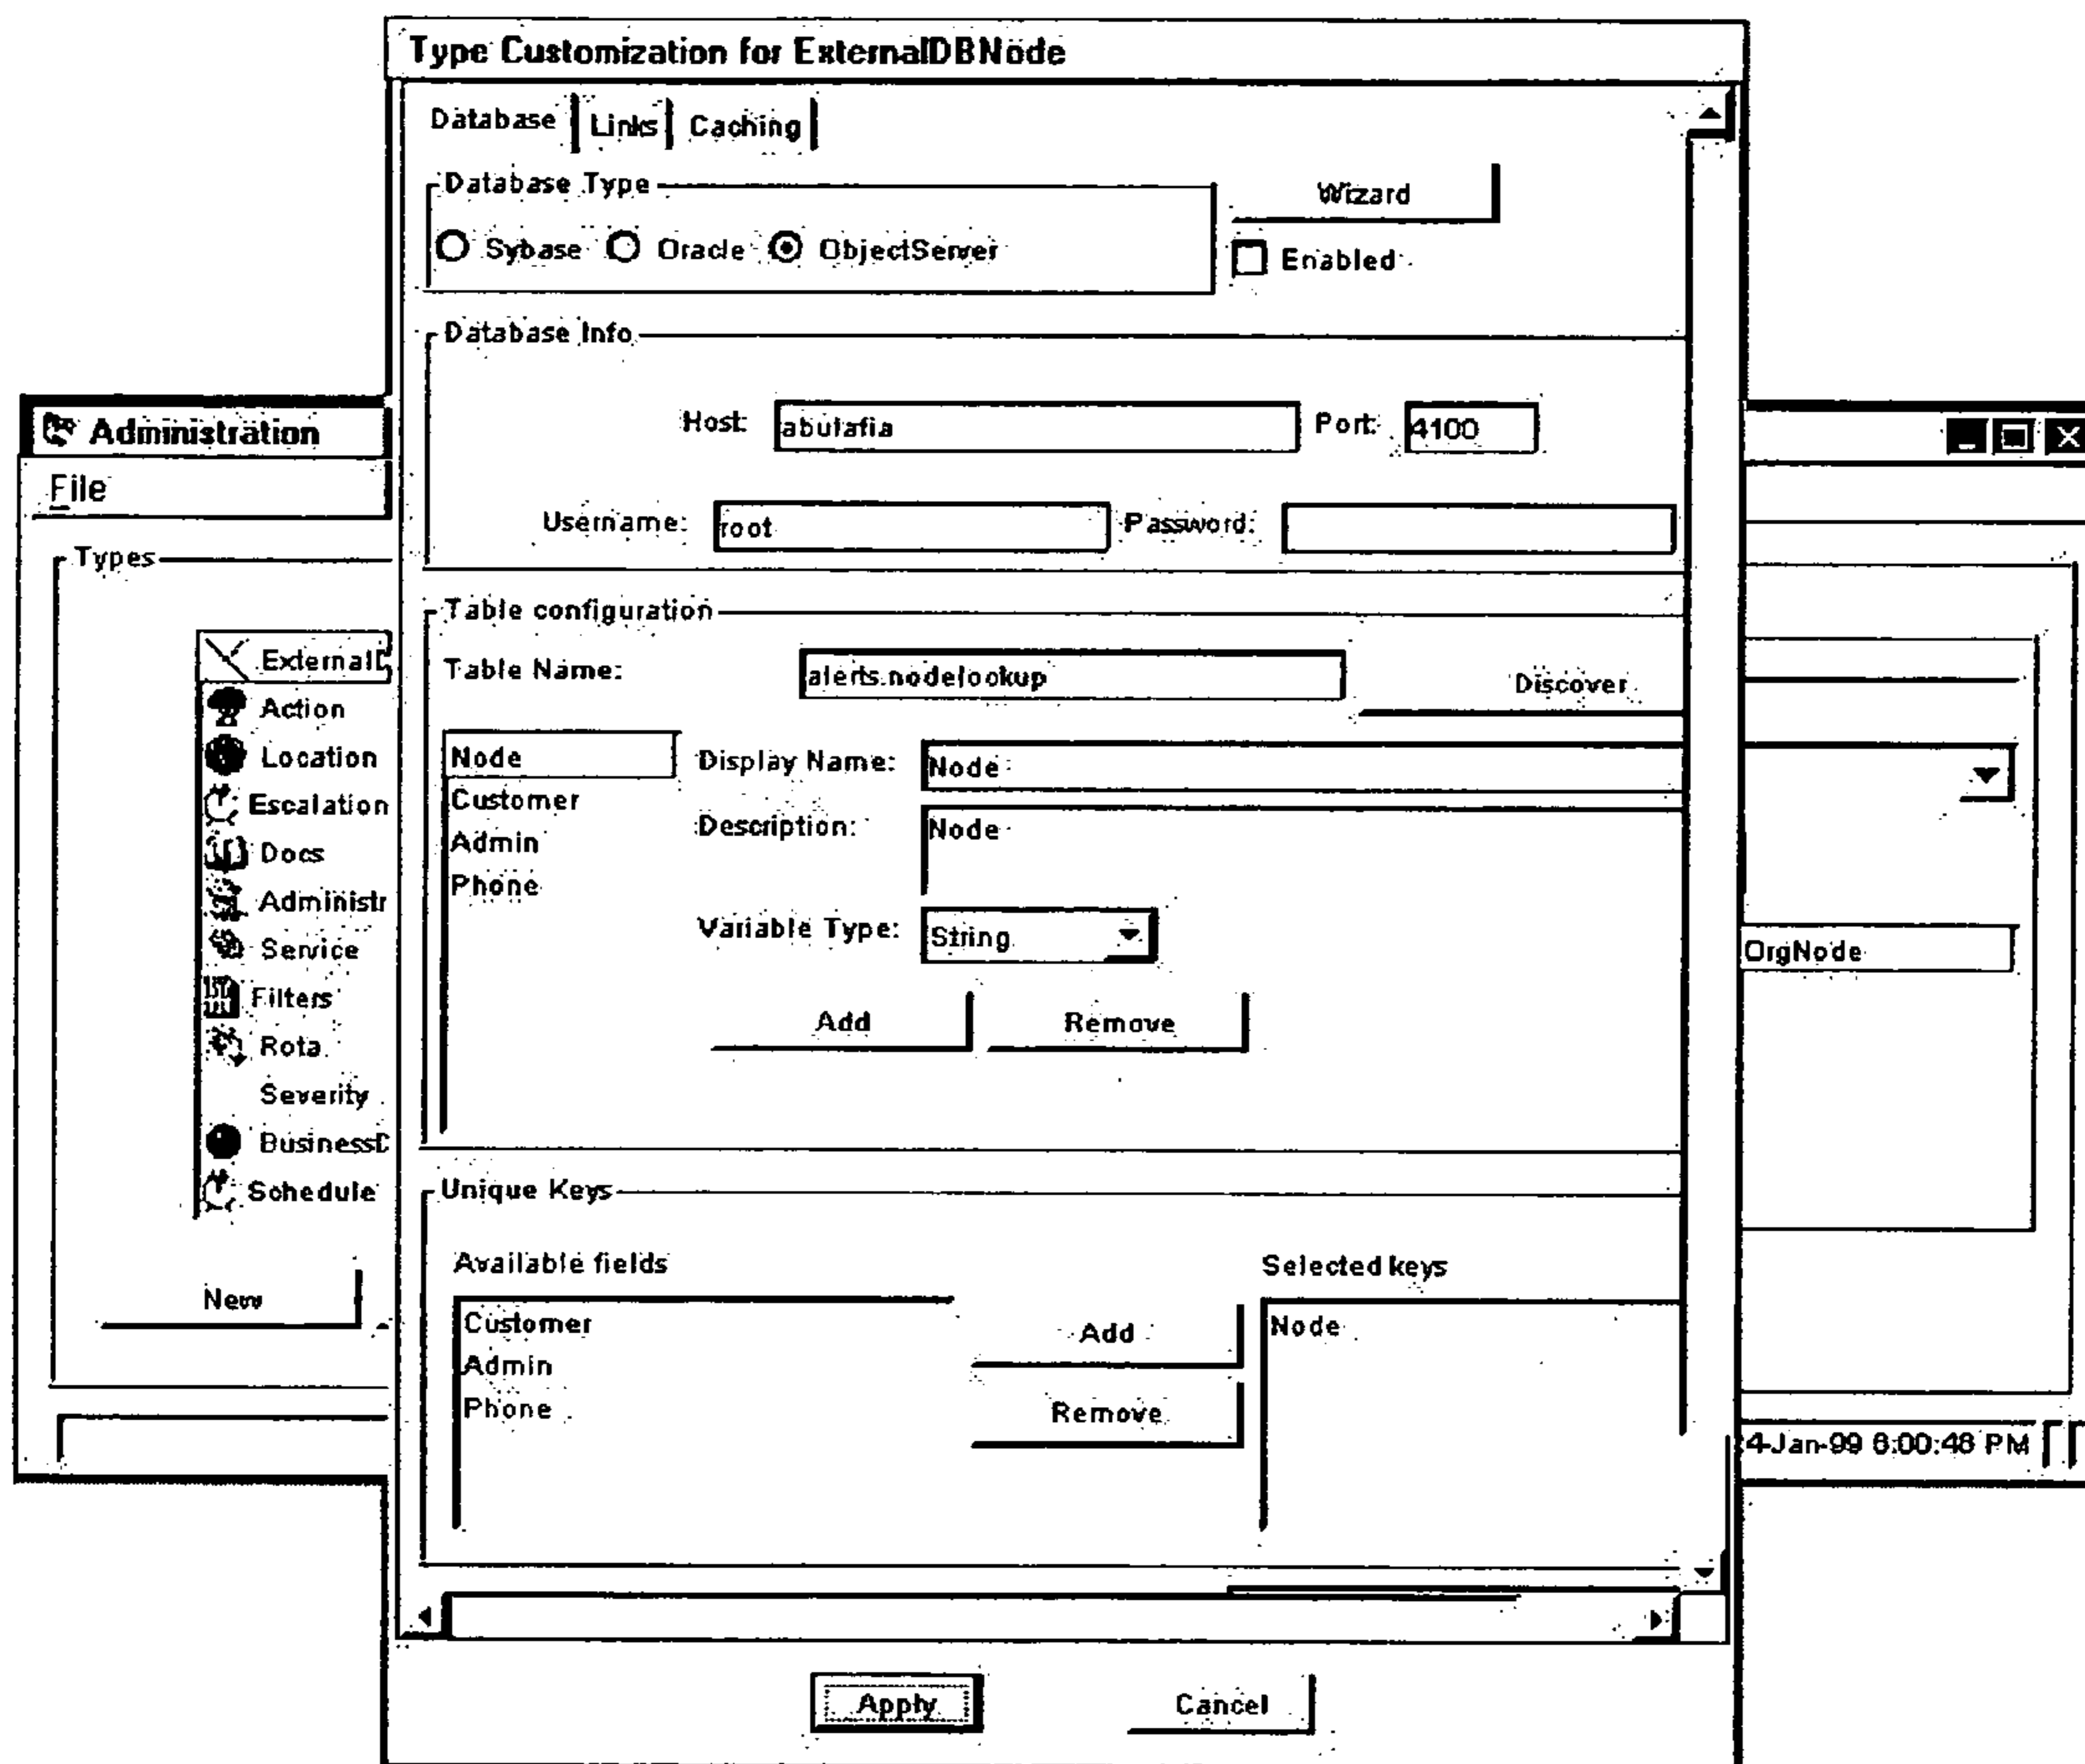 Type Customization for ExternalDBNode
Database Links Caching
Database Type
Sybase Oracle ObjectServer
Wizard
Enabled
Database Info
Host: abulafia Port: 4100
Username: root Password:
Table configuration
Table Name: alerts.nodelookup Discover
Node
Customer
Admin
Phone
Display Name: Node
Description: Node
Variable Type: String
Add Remove
Unique Keys
Available fields
Customer
Admin
Phone
Add
Remove
Selected keys
Node
Apply Cancel
Administration
File
Types
External
Action
Location
Escalation
Docs
Administr
Service
Filters
Rota
Severity
Business
Schedule
New
OrgNode
4-Jan-99 6:00:46 PM